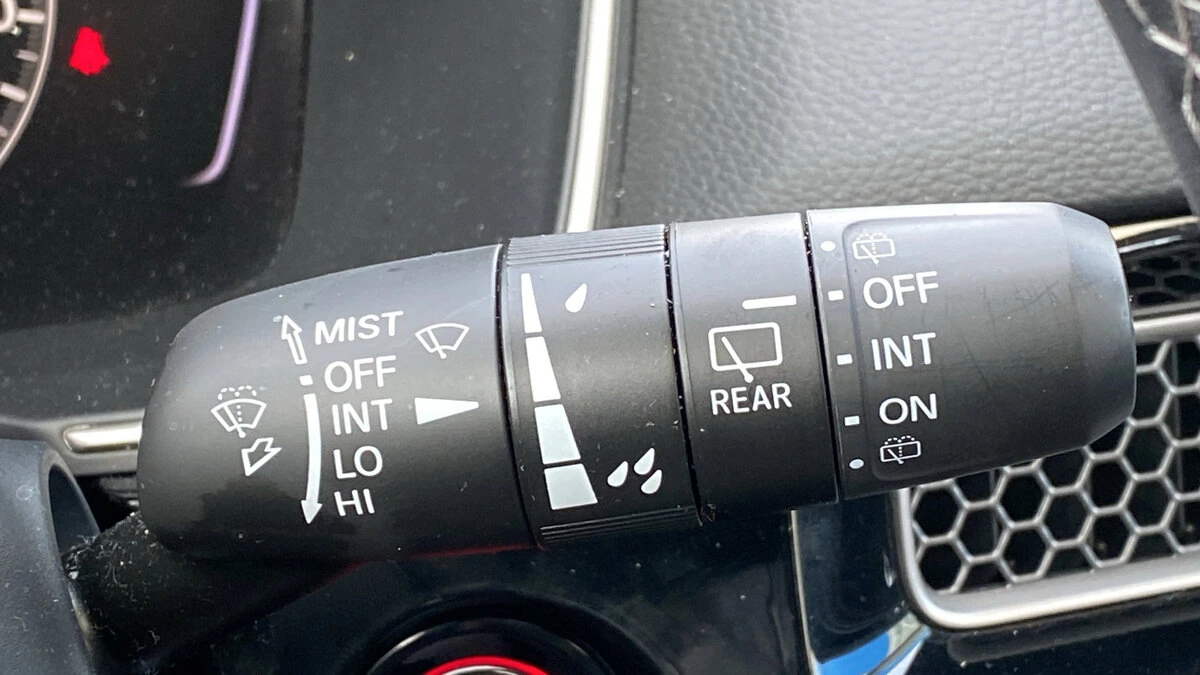 MIST
OFF
INT
LO
HI
REAR
OFF
INT
ON